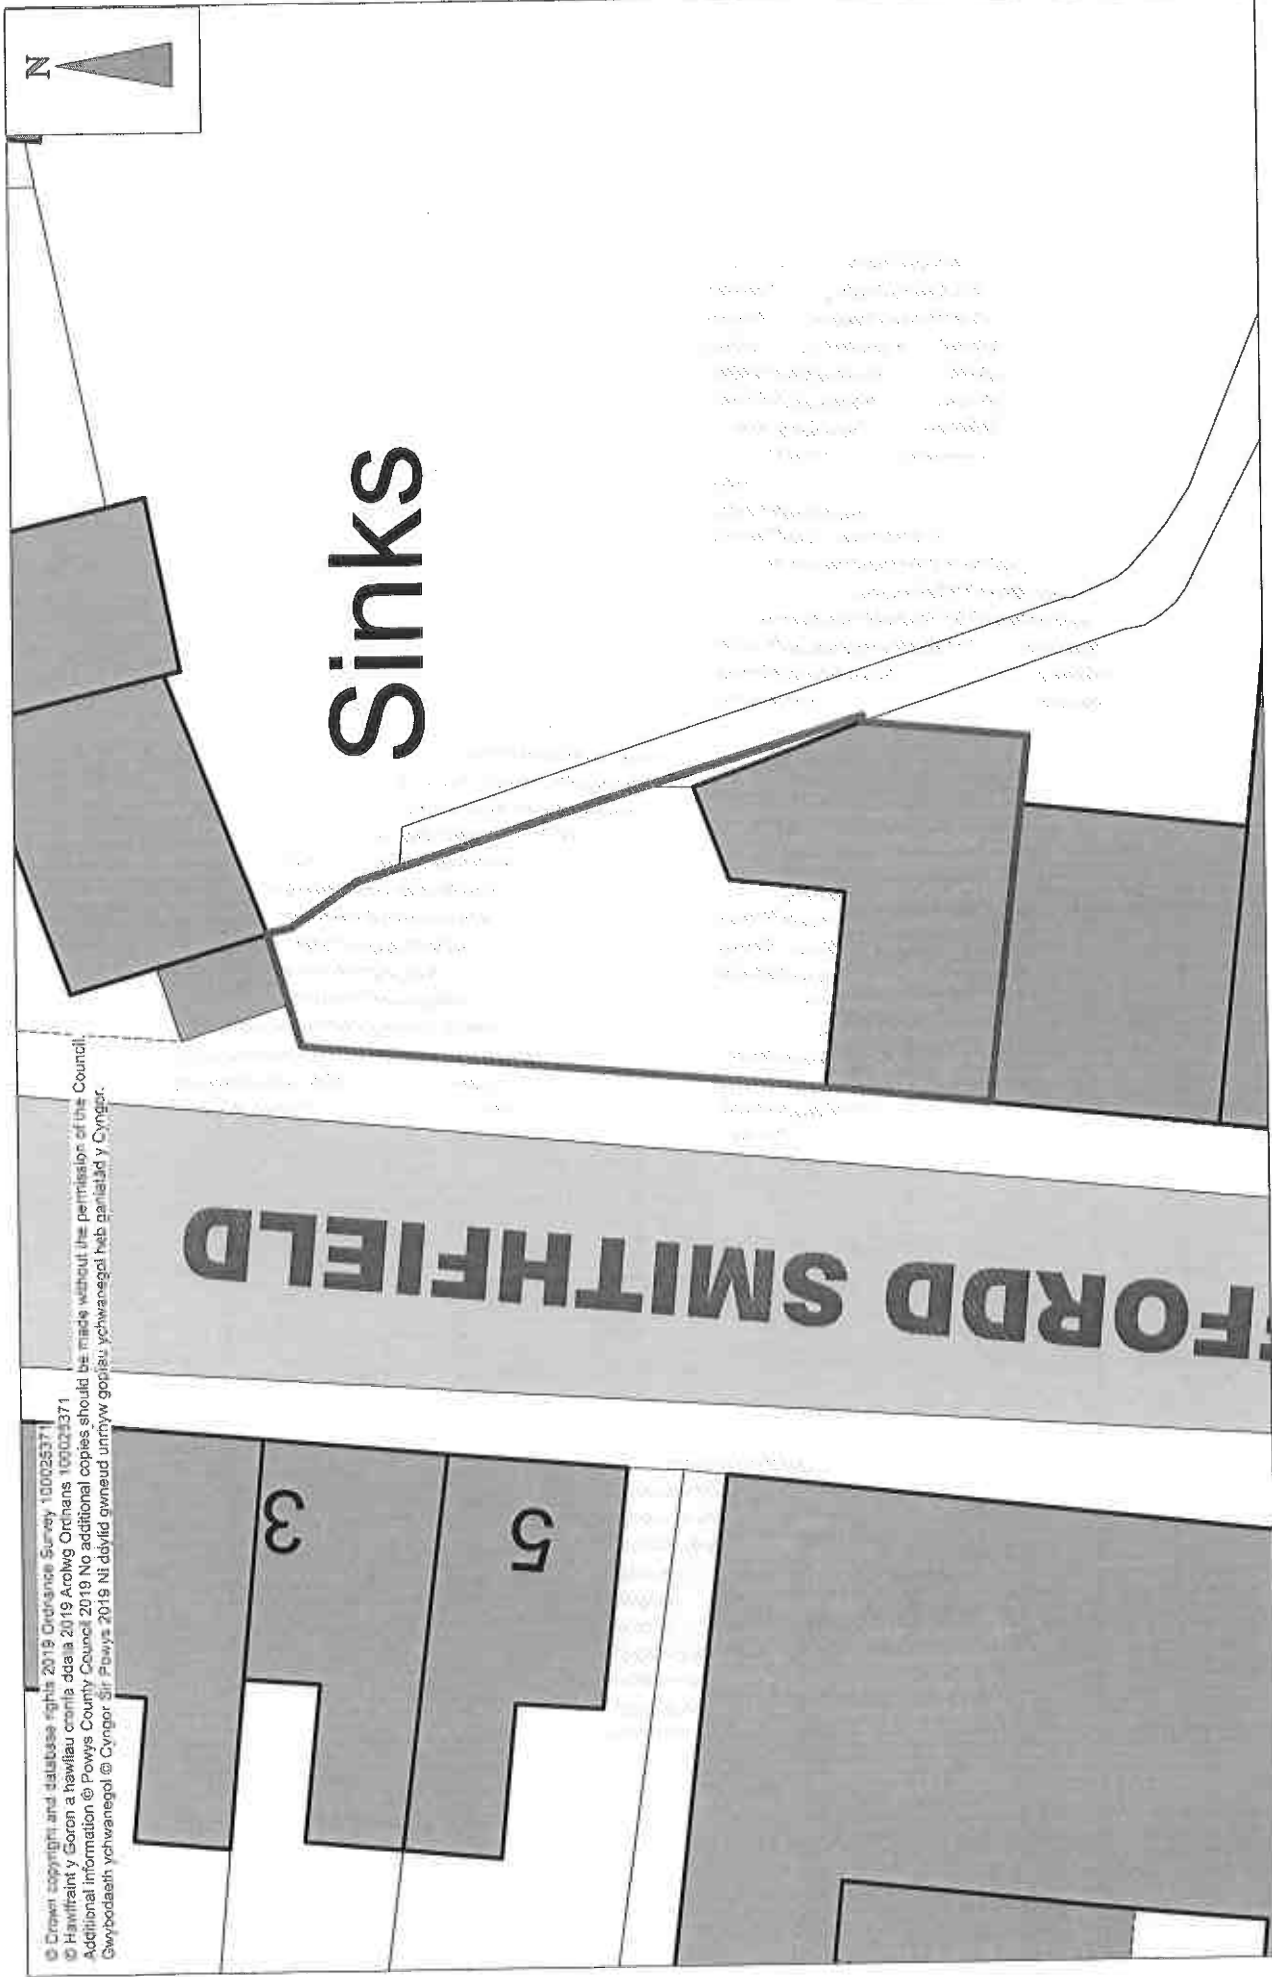 N
Sinks
FFORDD SMITHFIELD
3
5
© Crown copyright and database rights 2019 Ordnance Survey 100025371
© Hawlfraint y Goron a hawliau cronfa ddata 2019 Arolwg Ordnans 100025371
Additional information © Powys County Council 2019 No additional copies should be made without the permission of the Council.
Gwybodaeth ychwanegol © Cyngor Sir Powys 2019 Ni ddylid gwneud unrhyw gopïau ychwanegol heb ganiatâd y Cyngor.